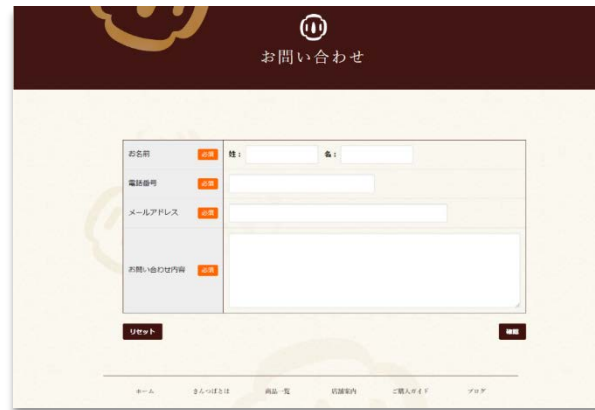 お問い合わせ
お名前 必須 姓： 名：
電話番号 必須
メールアドレス 必須
お問い合わせ内容 必須
リセット 確認
ホーム きんつばとは 商品一覧 店舗案内 ご購入ガイド ブログ